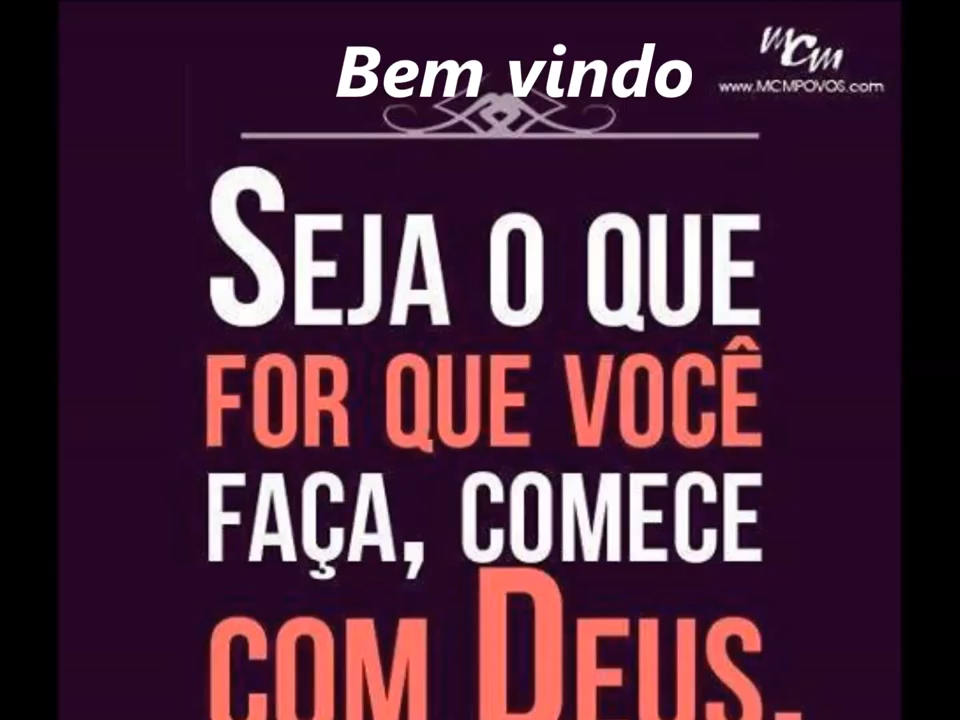 Bem vindo
MCM
www.MCMPOVOS.com
SEJA O QUE
FOR QUE VOCÊ
FAÇA, COMECE
COM DEUS.